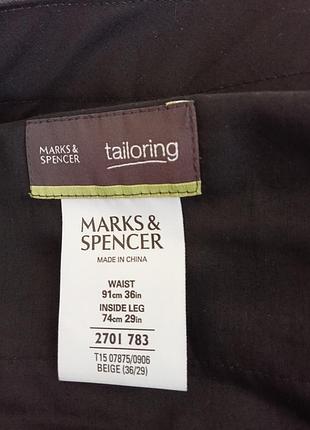 MARKS &
SPENCER
tailoring
MARKS &
SPENCER
MADE IN CHINA
WAIST
91cm 36in
INSIDE LEG
74cm 29in
2701 783
T15 07875/0906
BEIGE (36/29)